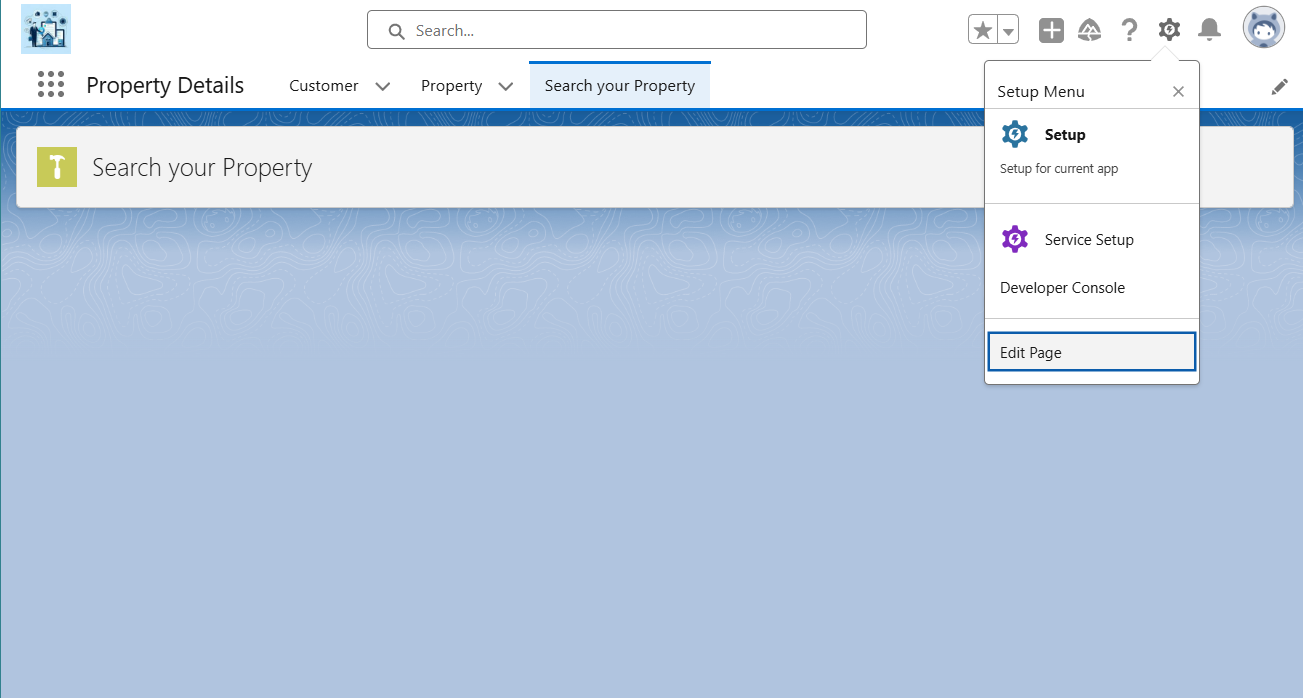 Search...
Property Details
Customer
Property
Search your Property
Setup Menu
Setup
Setup for current app
Service Setup
Developer Console
Edit Page
Search your Property